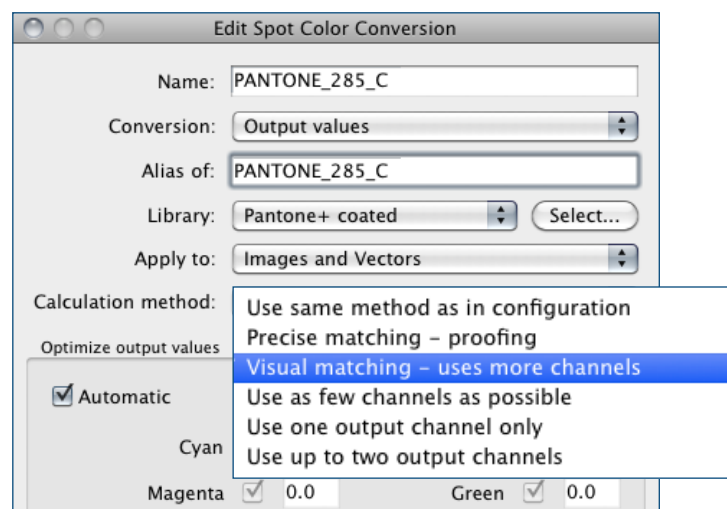 Edit Spot Color Conversion
Name: PANTONE_285_C
Conversion: Output values
Alias of: PANTONE_285_C
Library: Pantone+ coated Select...
Apply to: Images and Vectors
Calculation method:
Use same method as in configuration
Precise matching – proofing
Optimize output values
Visual matching – uses more channels
Automatic
Use as few channels as possible
Use one output channel only
Cyan
Use up to two output channels
Magenta 0.0 Green 0.0